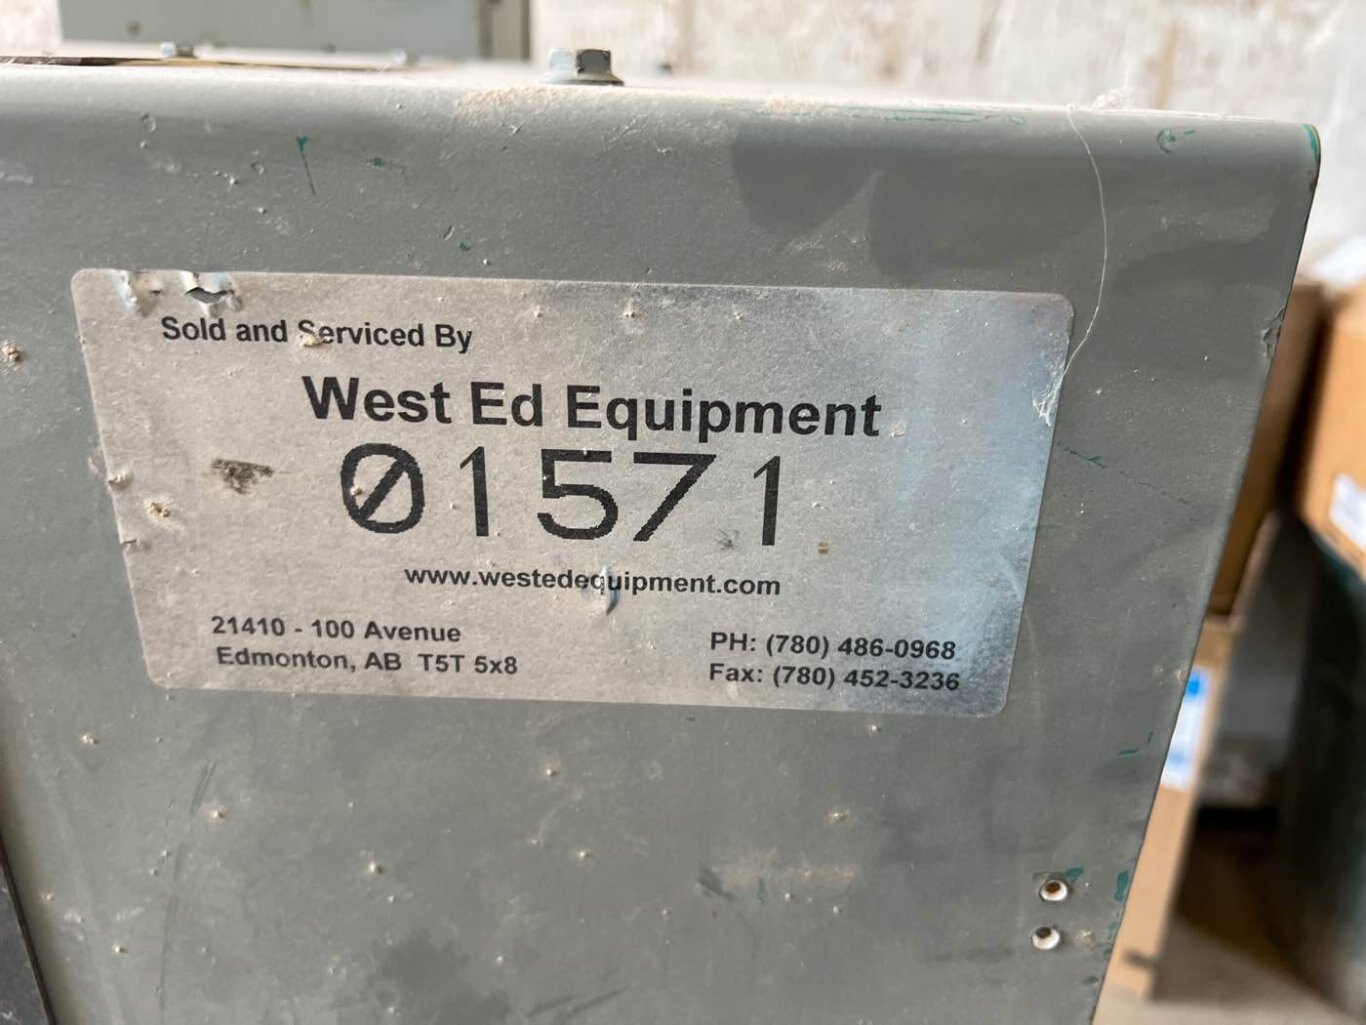 Sold and Serviced By
West Ed Equipment
01571
www.westedequipment.com
21410 - 100 Avenue
Edmonton, AB T5T 5x8
PH: (780) 486-0968
Fax: (780) 452-3236